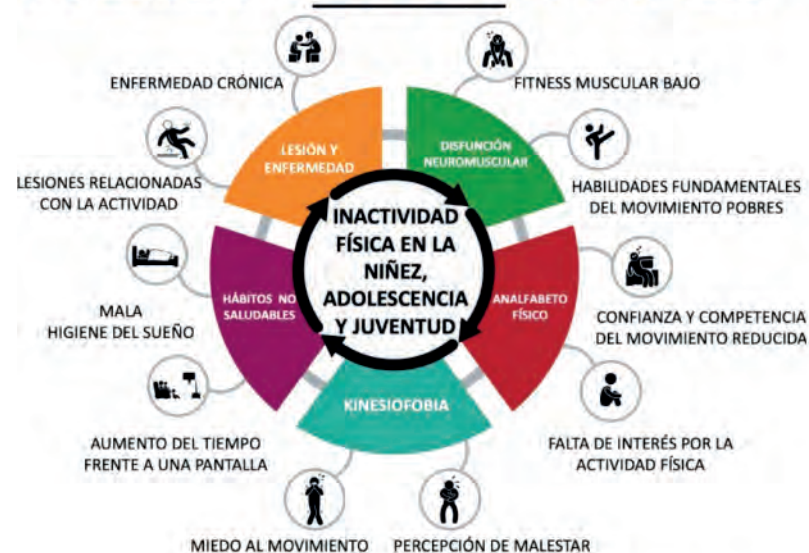 ENFERMEDAD CRÓNICA
FITNESS MUSCULAR BAJO
LESIÓN Y
ENFERMEDAD
DISFUNCIÓN
NEUROMUSCULAR
LESIONES RELACIONADAS
CON LA ACTIVIDAD
HABILIDADES FUNDAMENTALES
DEL MOVIMIENTO POBRES
INACTIVIDAD
FÍSICA EN LA
NIÑEZ,
ADOLESCENCIA
Y JUVENTUD
HÁBITOS NO
SALUDABLES
ANALFABETO
FÍSICO
MALA
HIGIENE DEL SUEÑO
CONFIANZA Y COMPETENCIA
DEL MOVIMIENTO REDUCIDA
KINESIOFOBIA
AUMENTO DEL TIEMPO
FRENTE A UNA PANTALLA
FALTA DE INTERÉS POR LA
ACTIVIDAD FÍSICA
MIEDO AL MOVIMIENTO
PERCEPCIÓN DE MALESTAR